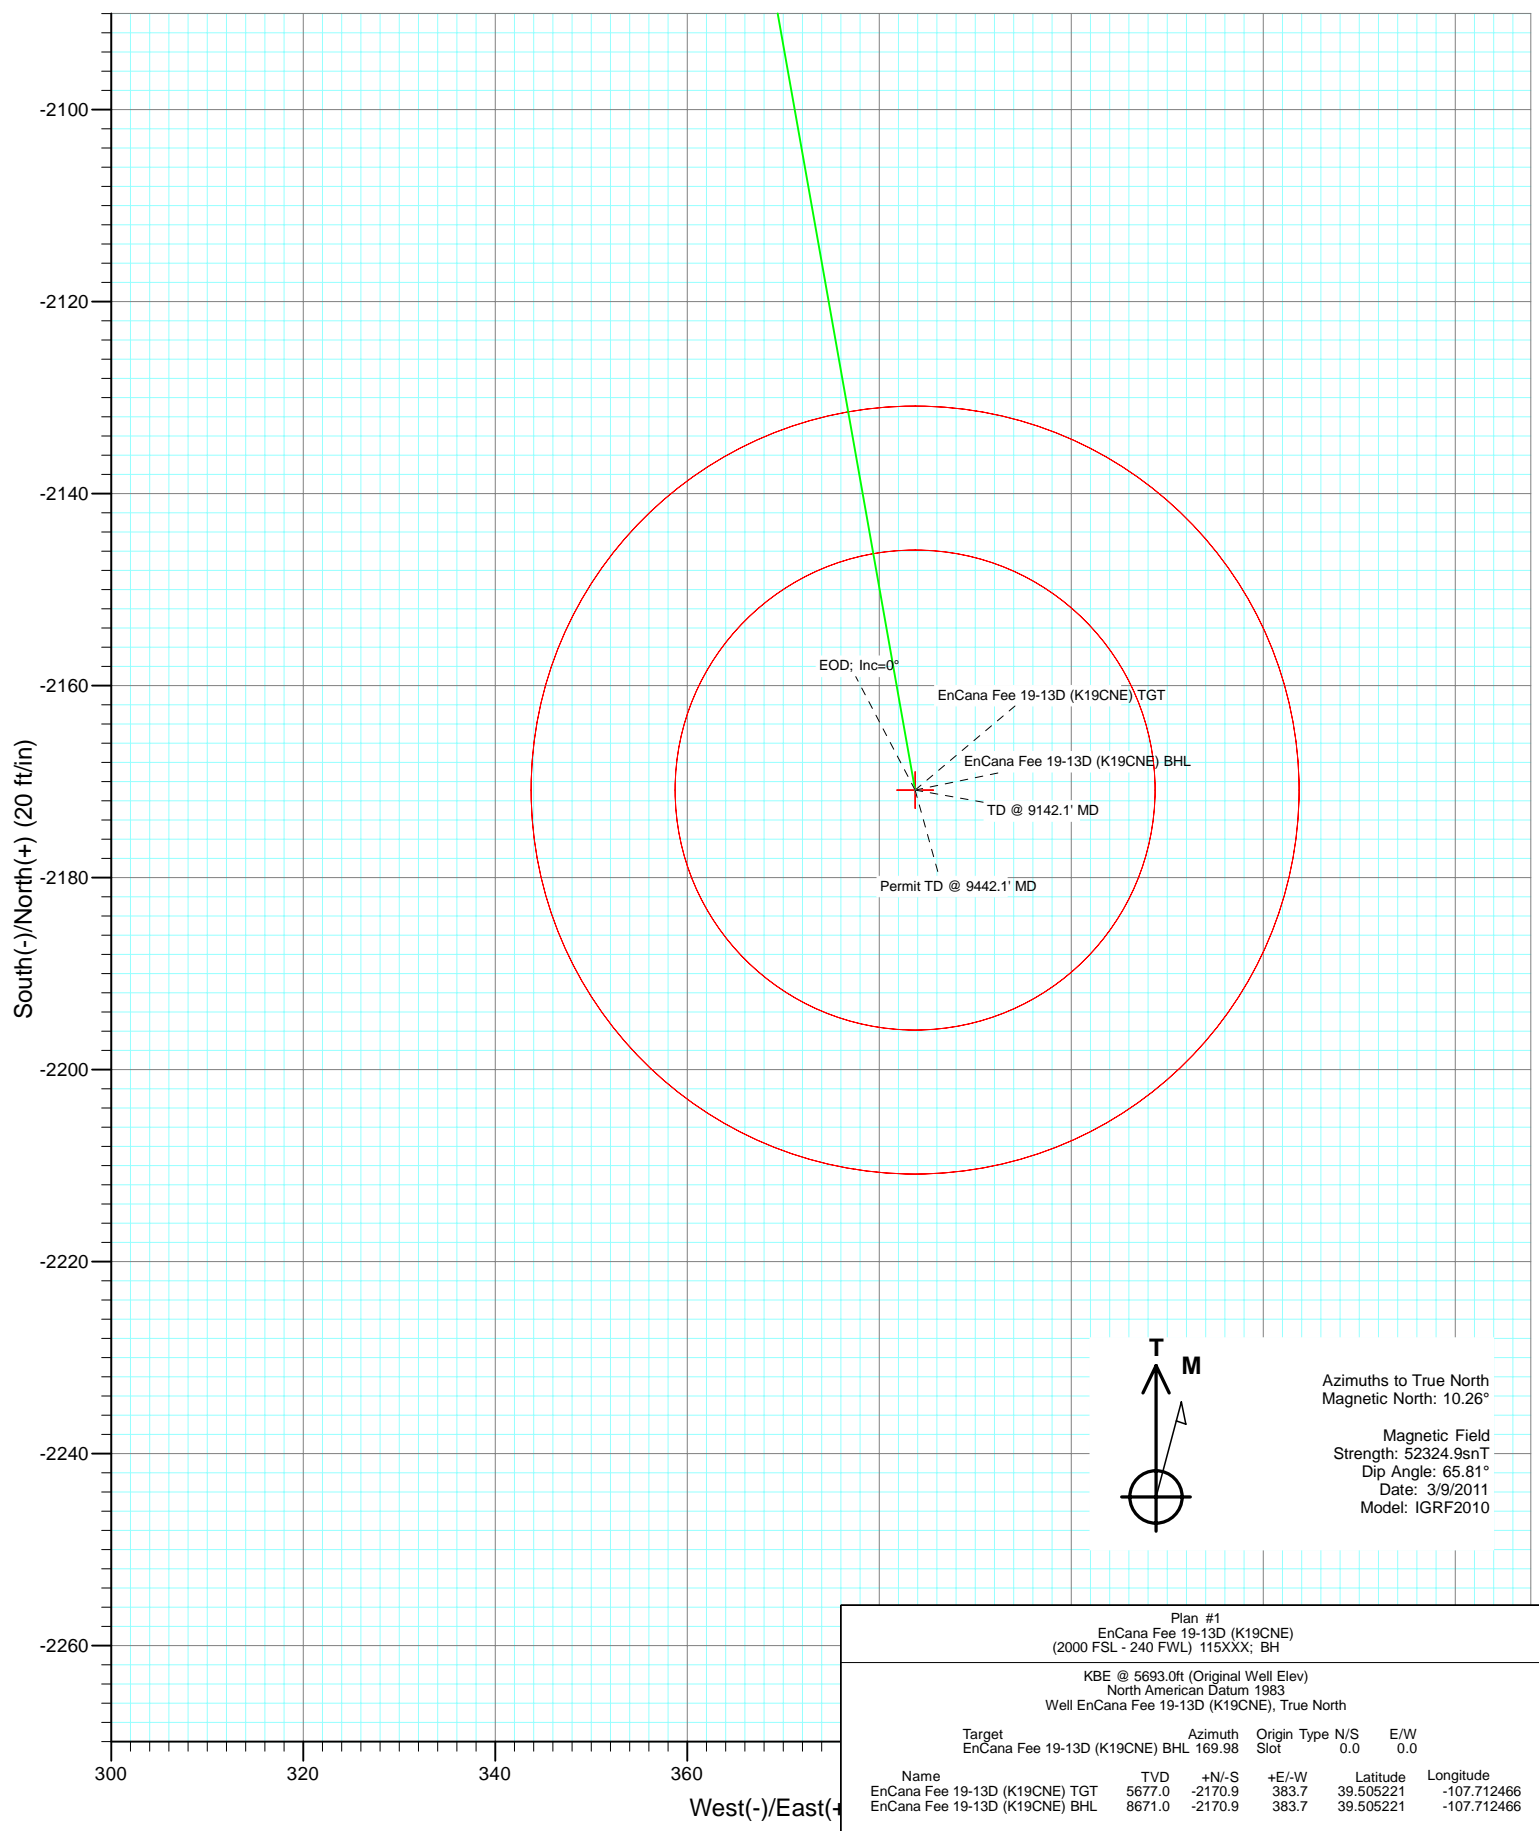 -2100
-2120
-2140
-2160
-2180
-2200
-2220
-2240
-2260
South(-)/North(+) (20 ft/in)
EOD; Inc=0°
EnCana Fee 19-13D (K19CNE) TGT
EnCana Fee 19-13D (K19CNE) BHL
TD @ 9142.1' MD
Permit TD @ 9442.1' MD
T
M
Azimuths to True North
Magnetic North: 10.26°
Magnetic Field
Strength: 52324.9snT
Dip Angle: 65.81°
Date: 3/9/2011
Model: IGRF2010
300 320 340 360
West(-)/East(+
Plan #1
EnCana Fee 19-13D (K19CNE)
(2000 FSL - 240 FWL) 115XXX; BH
KBE @ 5693.0ft (Original Well Elev)
North American Datum 1983
Well EnCana Fee 19-13D (K19CNE), True North
Target Azimuth Origin Type N/S E/W
EnCana Fee 19-13D (K19CNE) BHL 169.98 Slot 0.0 0.0
Name TVD +N/-S +E/-W Latitude Longitude
EnCana Fee 19-13D (K19CNE) TGT 5677.0 -2170.9 383.7 39.505221 -107.712466
EnCana Fee 19-13D (K19CNE) BHL 8671.0 -2170.9 383.7 39.505221 -107.712466